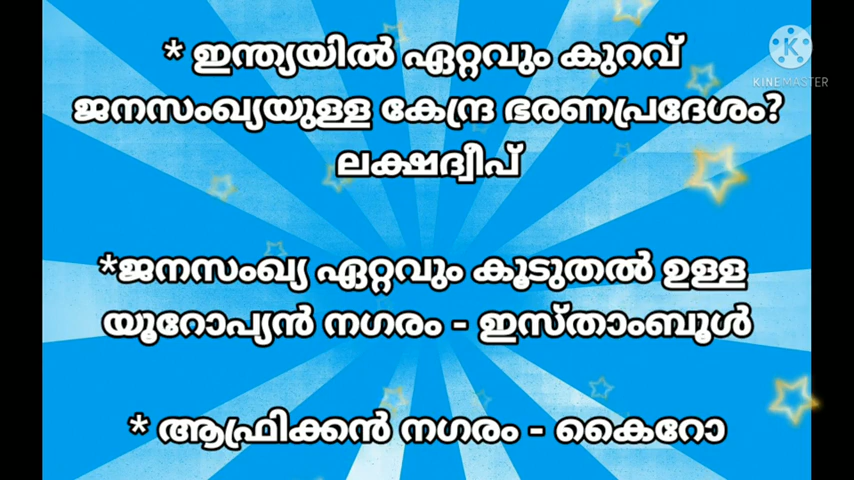 * ഇന്ത്യയിൽ ഏറ്റവും കുറവ്
ജനസംഖ്യയുള്ള കേന്ദ്ര ഭരണപ്രദേശം?
ലക്ഷദ്വീപ്
*ജനസംഖ്യ ഏറ്റവും കൂടുതൽ ഉള്ള
യൂറോപ്യൻ നഗരം - ഇസ്താംബൂൾ
* ആഫ്രിക്കൻ നഗരം - കൈറോ
K
KINEMASTER